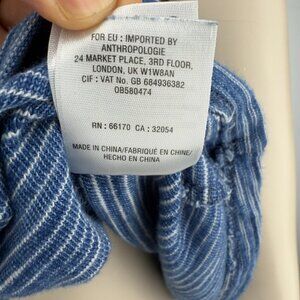 FOR EU : IMPORTED BY
ANTHROPOLOGIE
24 MARKET PLACE, 3RD FLOOR,
LONDON, UK W1W8AN
CIF : VAT No. GB 684936382
OB580474
RN : 66170 CA : 32054
MADE IN CHINA/FABRIQUÉ EN CHINE/
HECHO EN CHINA